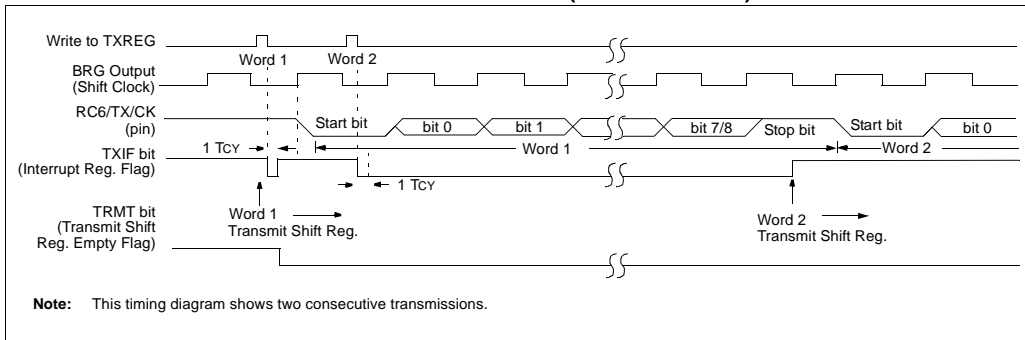 Write to TXREG
Word 1
Word 2
BRG Output
(Shift Clock)
RC6/TX/CK
(pin)
Start bit
bit 0
bit 1
bit 7/8
Stop bit
Start bit
bit 0
1 TCY
Word 1
Word 2
TXIF bit
(Interrupt Reg. Flag)
1 TCY
Word 1
Transmit Shift Reg.
Word 2
Transmit Shift Reg.
TRMT bit
(Transmit Shift
Reg. Empty Flag)
Note: This timing diagram shows two consecutive transmissions.